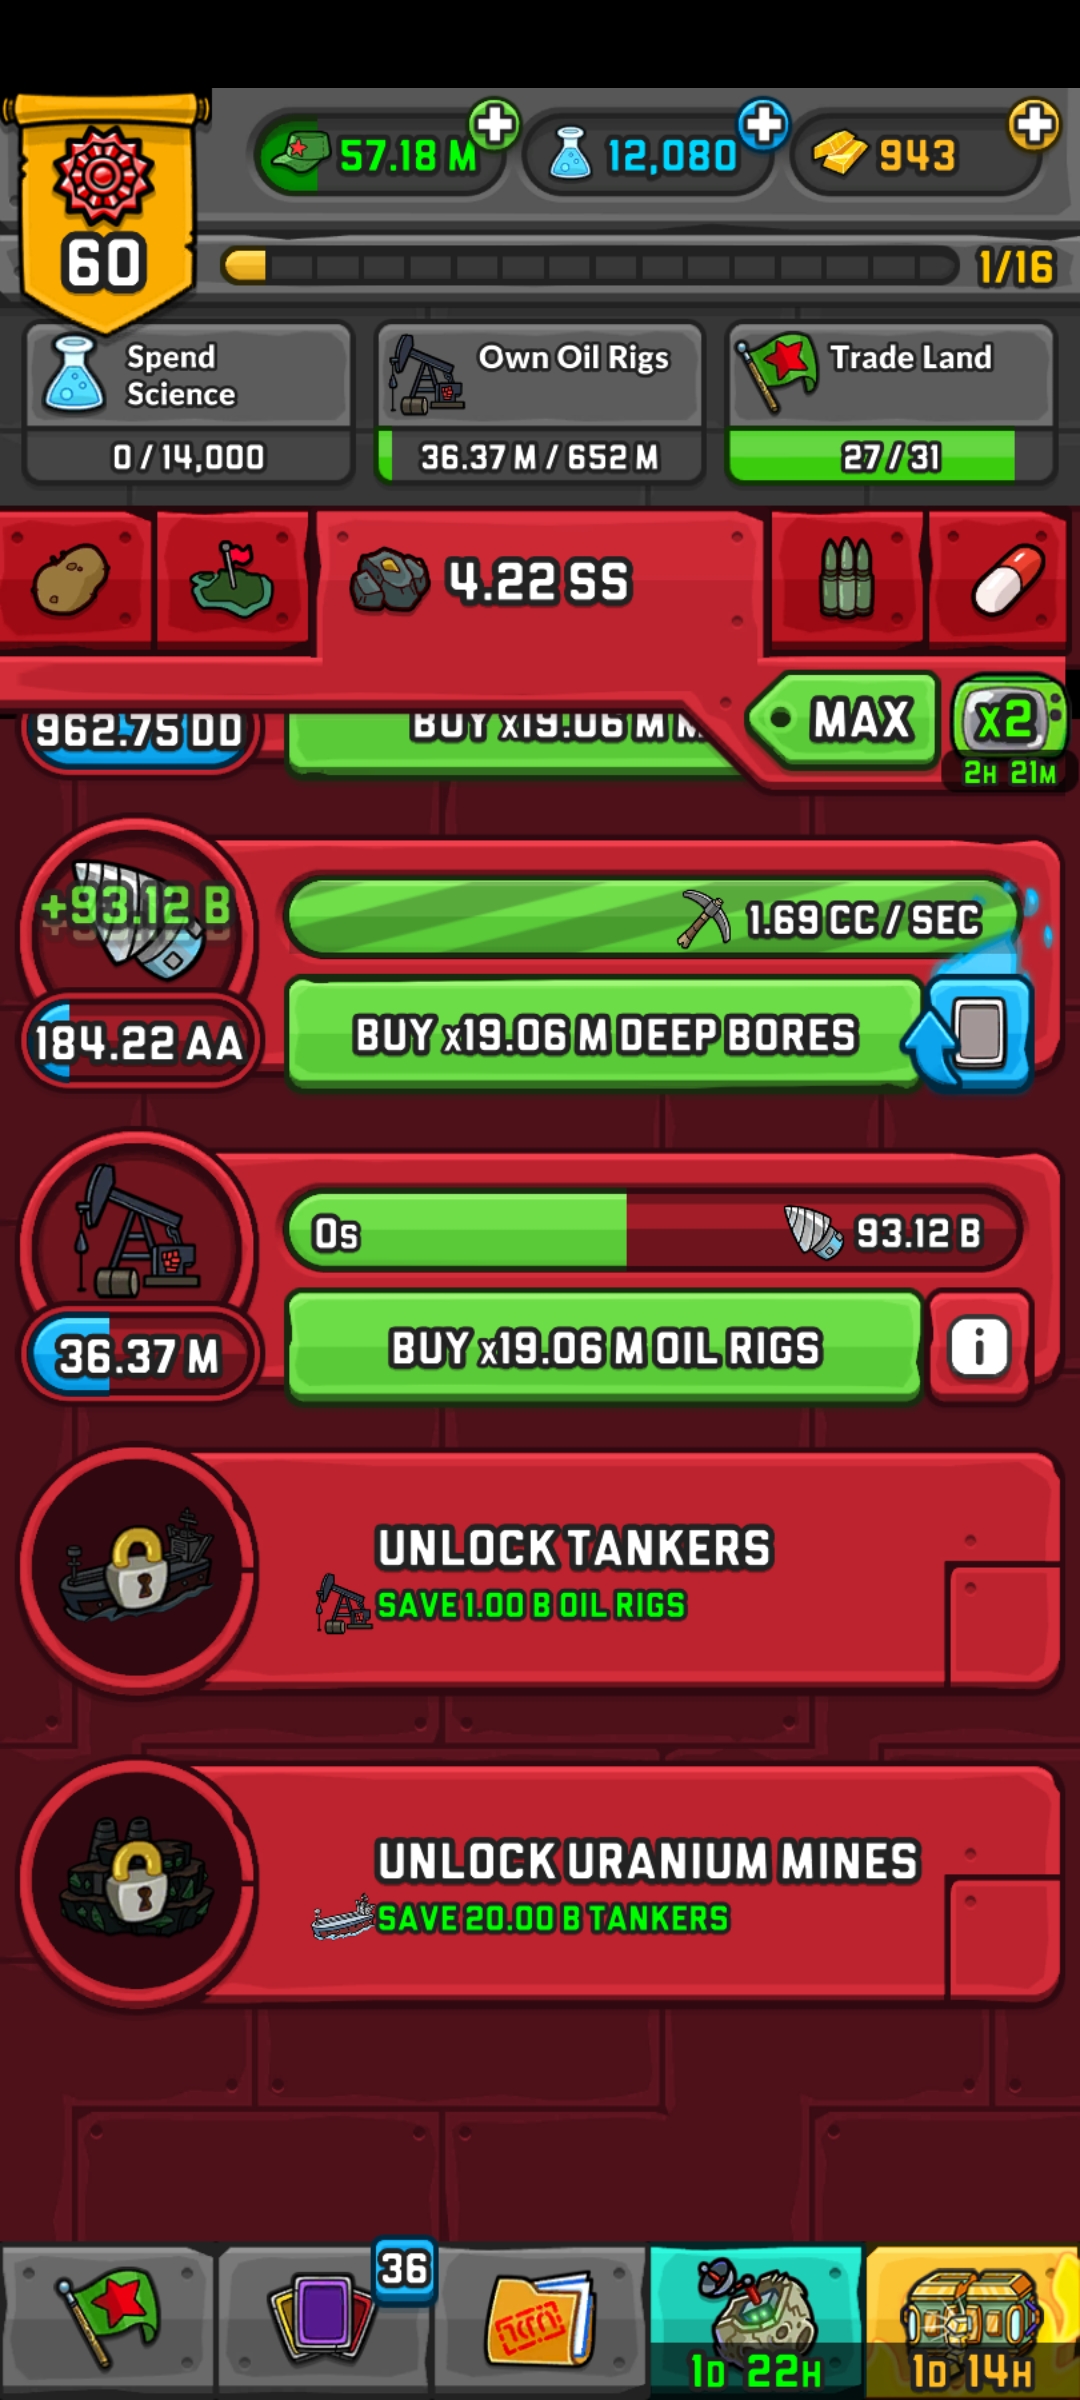 57.18 M
12,080
943
60
1/16
Spend
Science
0 / 14,000
Own Oil Rigs
36.37 M / 652 M
Trade Land
27 / 31
4.22 SS
MAX
x2
2H 21M
962.75 DD
BUY x19.06 M
+93.12 B
1.69 CC / SEC
184.22 AA
BUY x19.06 M DEEP BORES
0s
93.12 B
36.37 M
BUY x19.06 M OIL RIGS
i
UNLOCK TANKERS
SAVE 1.00 B OIL RIGS
UNLOCK URANIUM MINES
SAVE 20.00 B TANKERS
36
1D 22H
1D 14H